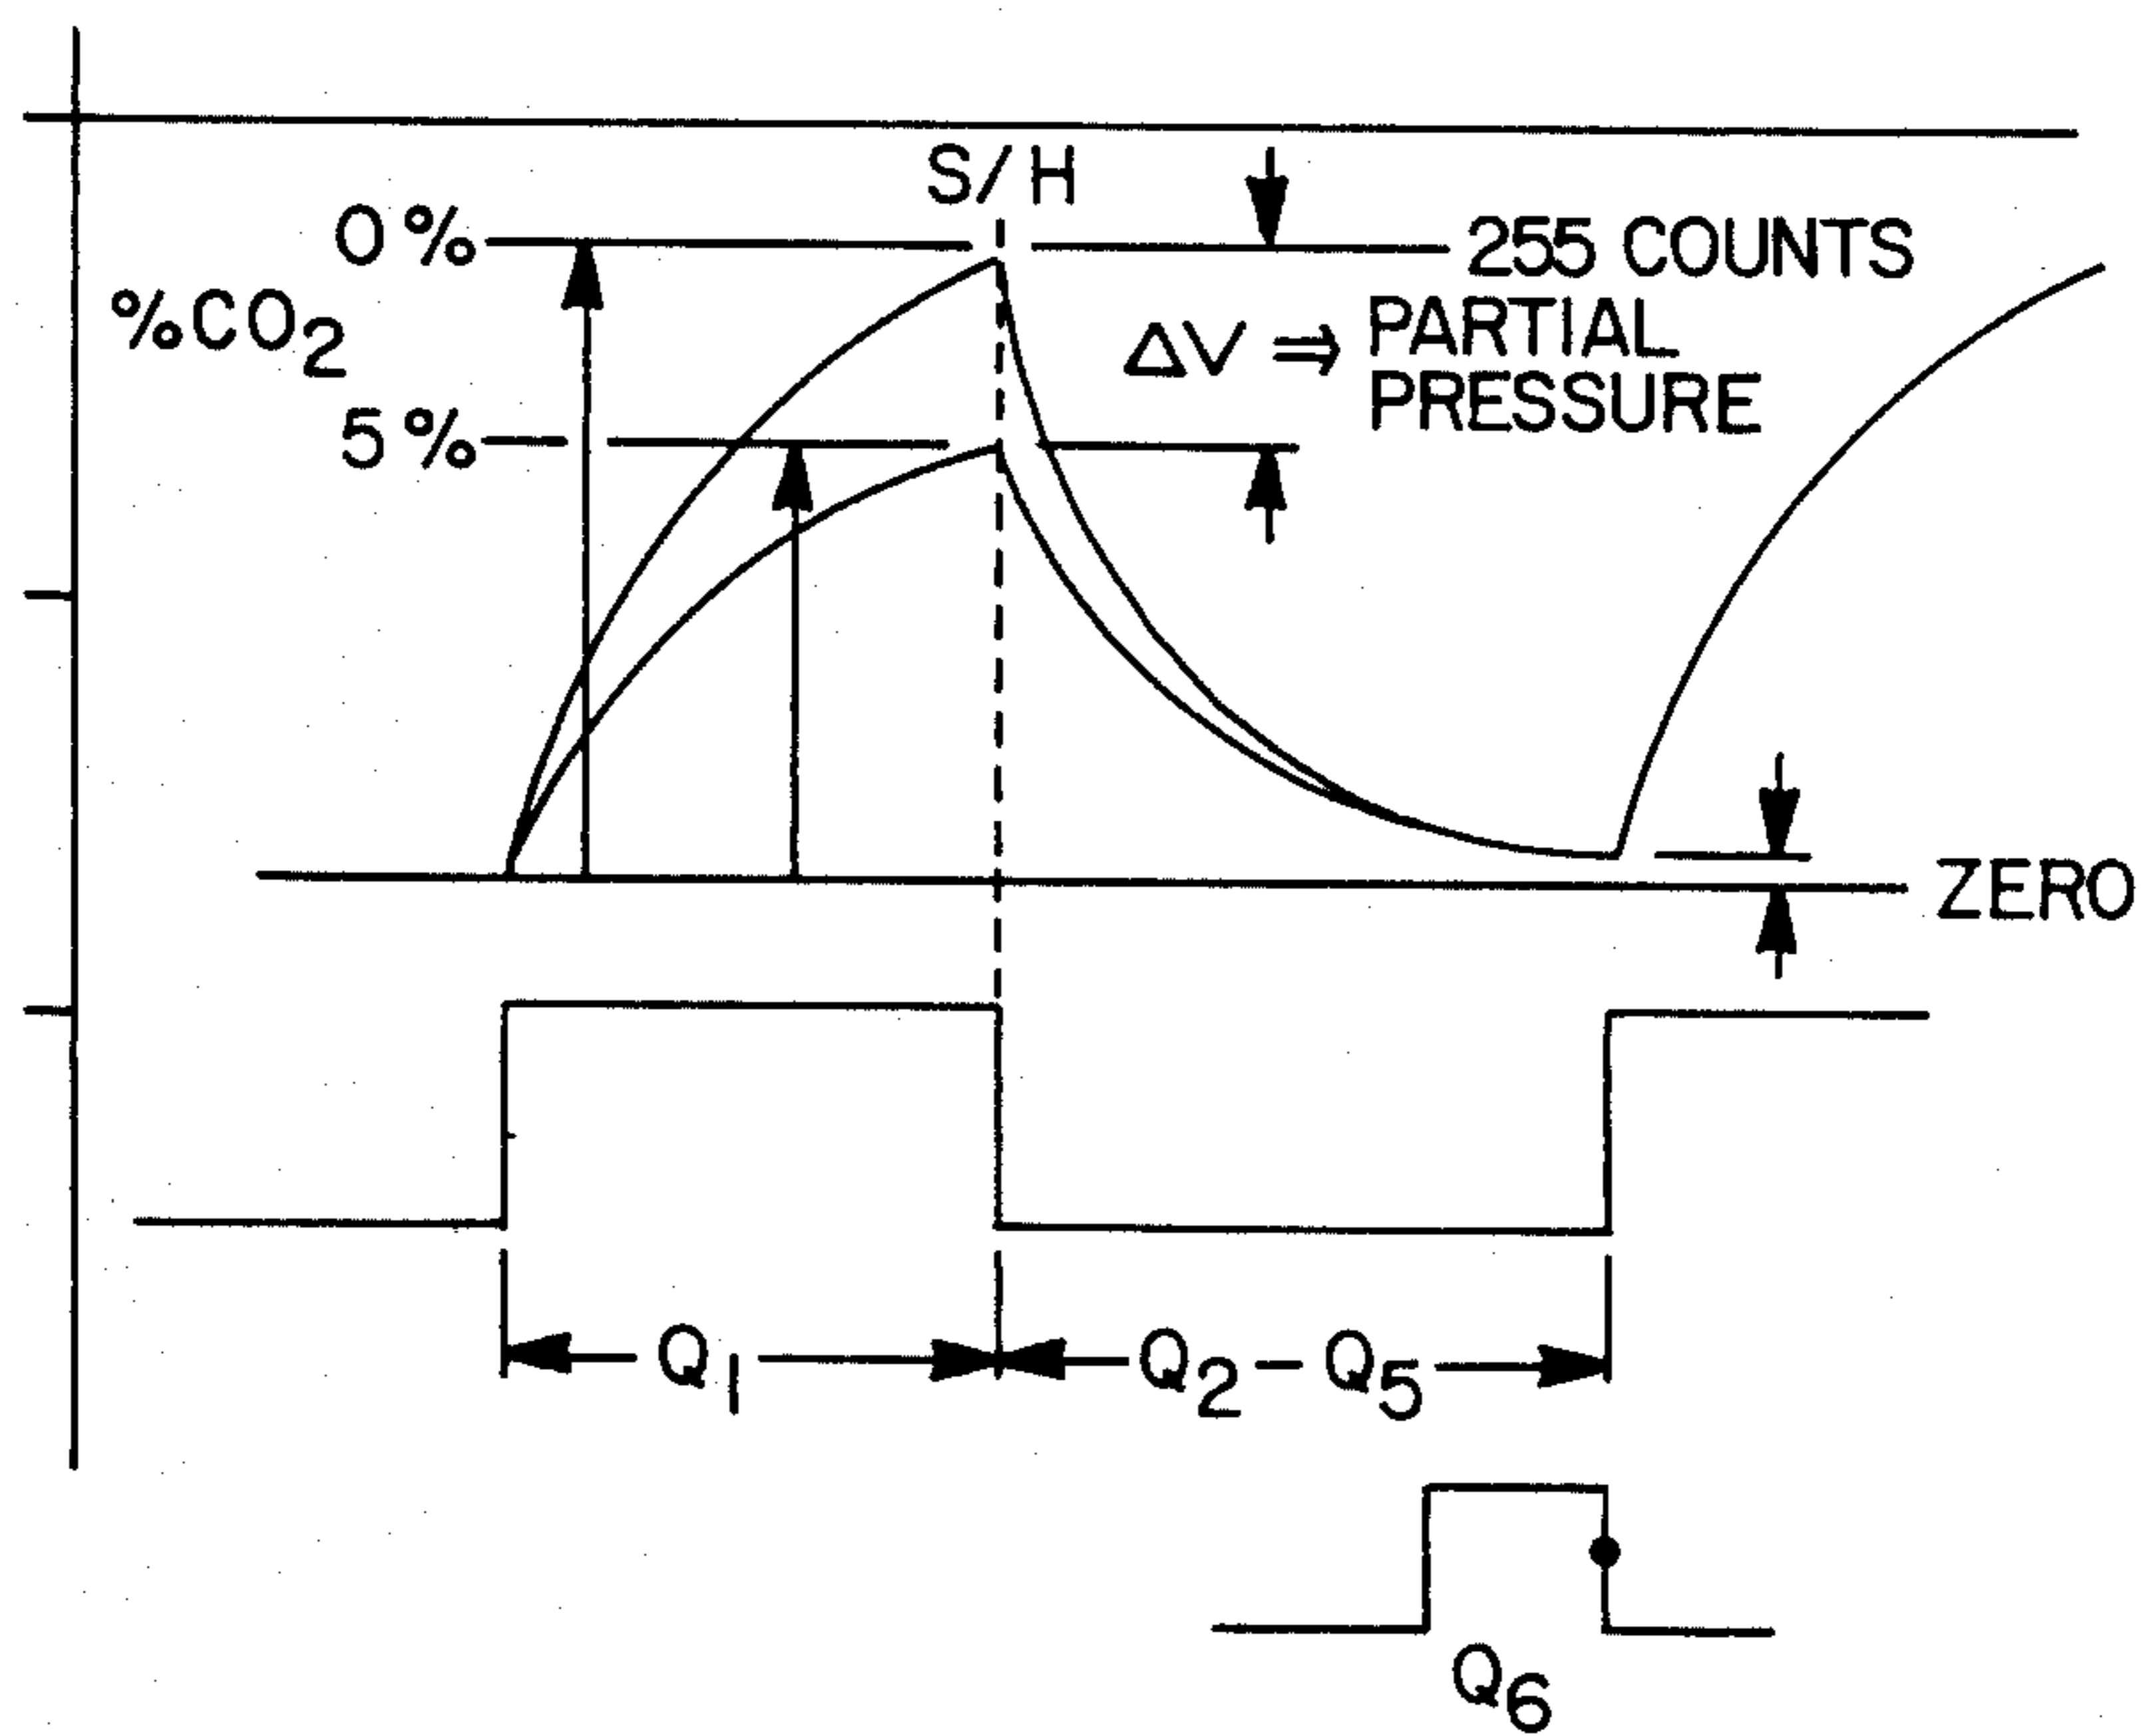 S/H
0%
255 COUNTS
%CO2
ΔV ⇒ PARTIAL
PRESSURE
5%
ZERO
Q1
Q2-Q5
Q6